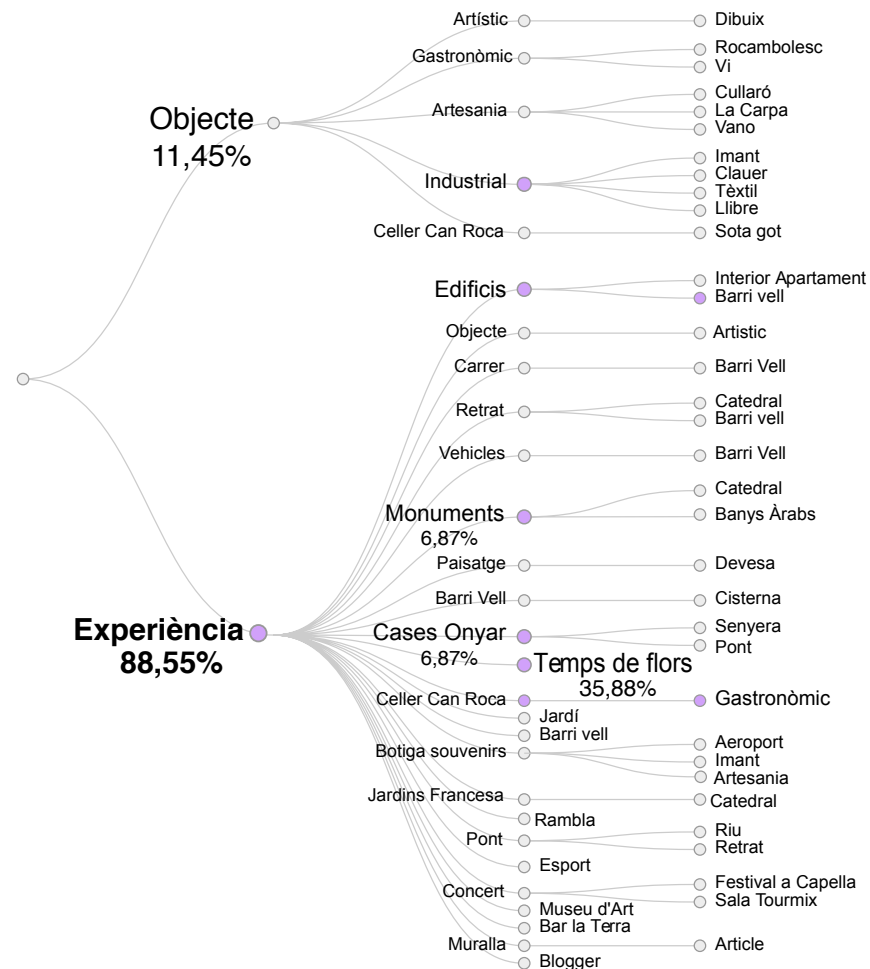 Artístic
Dibuix
Gastronòmic
Rocambolesc
Vi
Artesania
Cullaró
La Carpa
Vano
Objecte
11,45%
Industrial
Imant
Clauer
Tèxtil
Llibre
Celler Can Roca
Sota got
Edificis
Interior Apartament
Barri vell
Objecte
Artistic
Carrer
Barri Vell
Retrat
Catedral
Barri vell
Vehicles
Barri Vell
Monuments
6,87%
Catedral
Banys Àrabs
Paisatge
Devesa
Barri Vell
Cisterna
Experiència
88,55%
Cases Onyar
6,87%
Senyera
Pont
Temps de flors
35,88%
Celler Can Roca
Gastronòmic
Jardí
Barri vell
Botiga souvenirs
Aeroport
Imant
Artesania
Jardins Francesa
Catedral
Rambla
Pont
Riu
Retrat
Esport
Concert
Festival a Capella
Sala Tourmix
Museu d'Art
Bar la Terra
Muralla
Article
Blogger